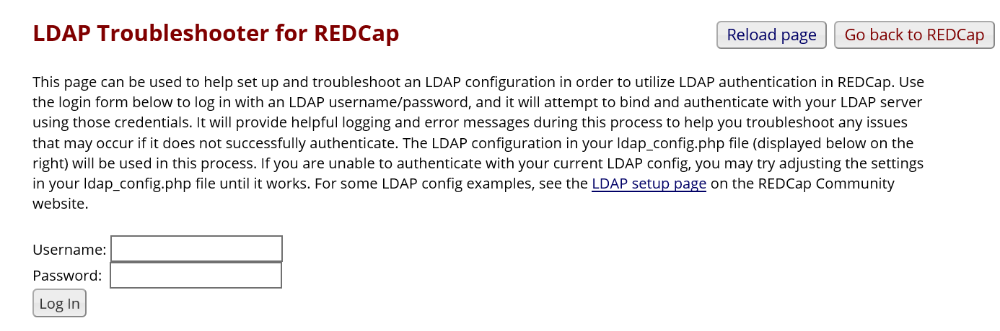 LDAP Troubleshooter for REDCap
Reload page
Go back to REDCap
This page can be used to help set up and troubleshoot an LDAP configuration in order to utilize LDAP authentication in REDCap. Use
the login form below to log in with an LDAP username/password, and it will attempt to bind and authenticate with your LDAP server
using those credentials. It will provide helpful logging and error messages during this process to help you troubleshoot any issues
that may occur if it does not successfully authenticate. The LDAP configuration in your ldap_config.php file (displayed below on the
right) will be used in this process. If you are unable to authenticate with your current LDAP config, you may try adjusting the settings
in your ldap_config.php file until it works. For some LDAP config examples, see the LDAP setup page on the REDCap Community
website.
Username:
Password:
Log In